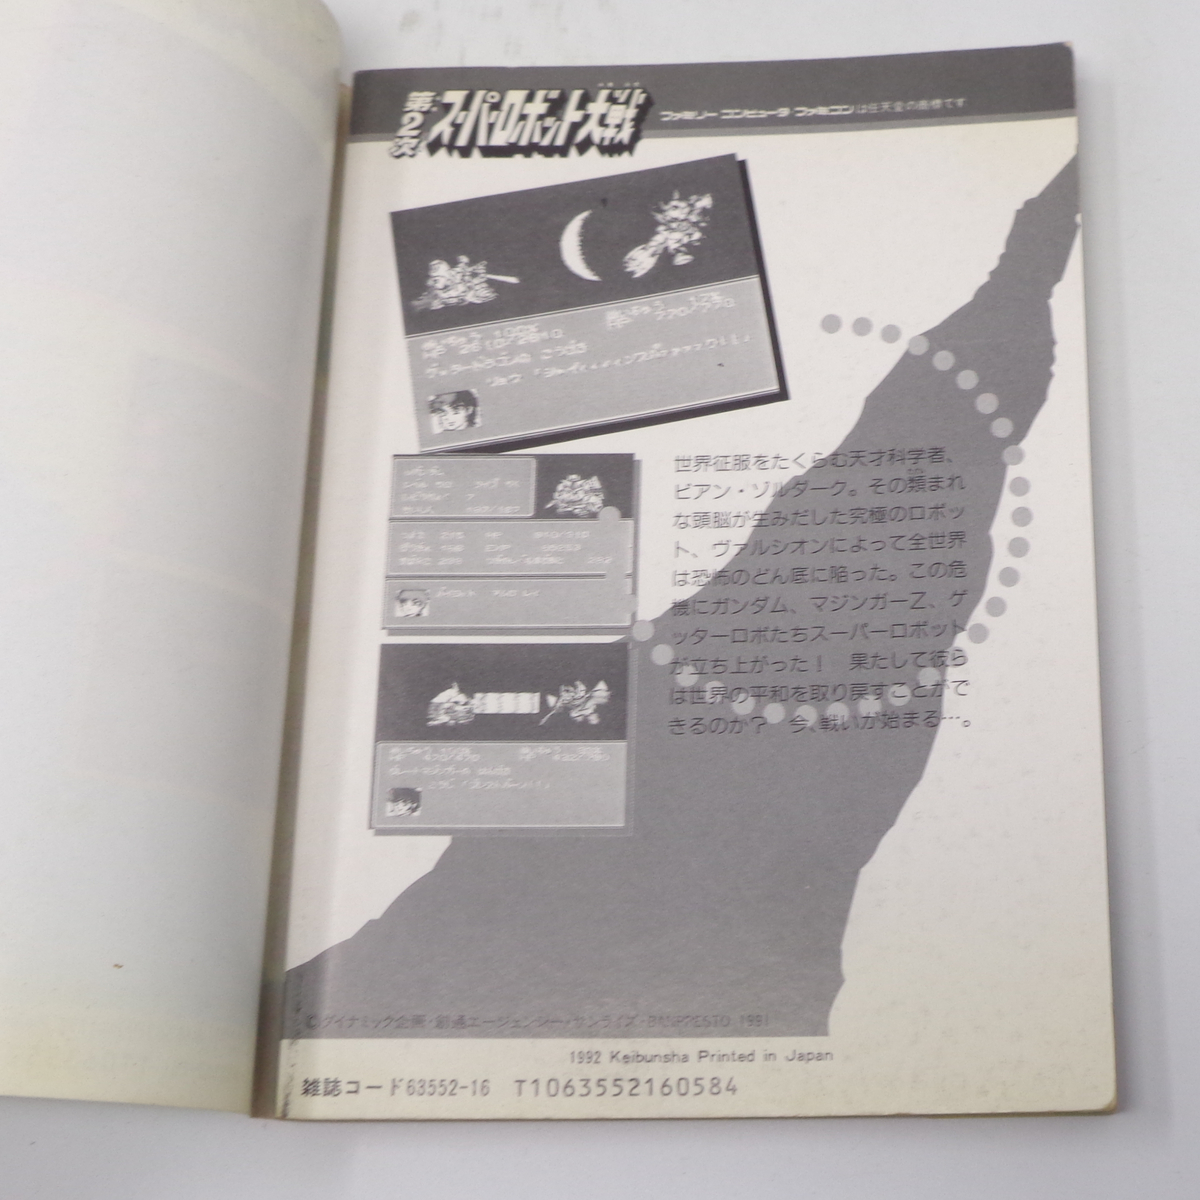 第2次
スーパーロボット大戦
ファミリー コンピュータ ファミコンは任天堂の商標です
HP 2610/2610
270/770
世界征服をたくらむ天才科学者、
ビアン・ゾルダーク。その類まれ
な頭脳が生みだした究極のロボッ
ト、ヴァルシオンによって全世界
は恐怖のどん底に陥った。この危
機にガンダム、マジンガーZ、ゲ
ッターロボたちスーパーロボット
が立ち上がった！　果たして彼ら
は世界の平和を取り戻すことがで
きるのか？　今、戦いが始まる…。
©ダイナミック企画・創通エージェンシー・サンライズ・BANPRESTO 1991
1992 Keibunsha Printed in Japan
雑誌コード63552-16 T1063552160584